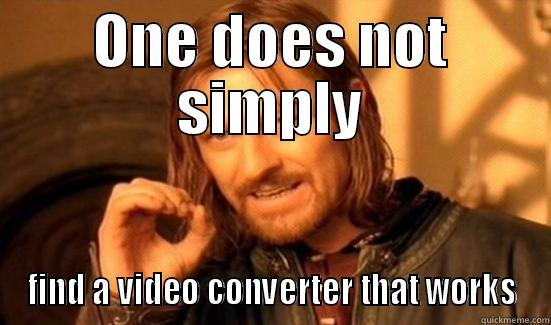 One does not
simply
find a video converter that works
quickmeme.com